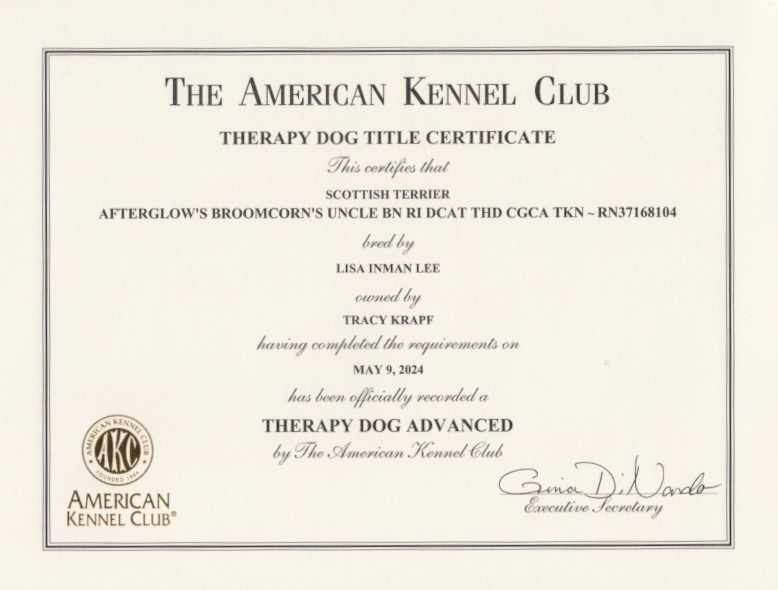 THE AMERICAN KENNEL CLUB
THERAPY DOG TITLE CERTIFICATE
This certifies that
SCOTTISH TERRIER
AFTERGLOW'S BROOMCORN'S UNCLE BN RI DCAT THD CGCA TKN ~ RN37168104
bred by
LISA INMAN LEE
owned by
TRACY KRAPF
having completed the requirements on
MAY 9, 2024
has been officially recorded a
THERAPY DOG ADVANCED
by The American Kennel Club
AMERICAN KENNEL CLUB
AKC
FOUNDED 1884
AMERICAN
KENNEL CLUB®
Gina DiNardo
Executive Secretary